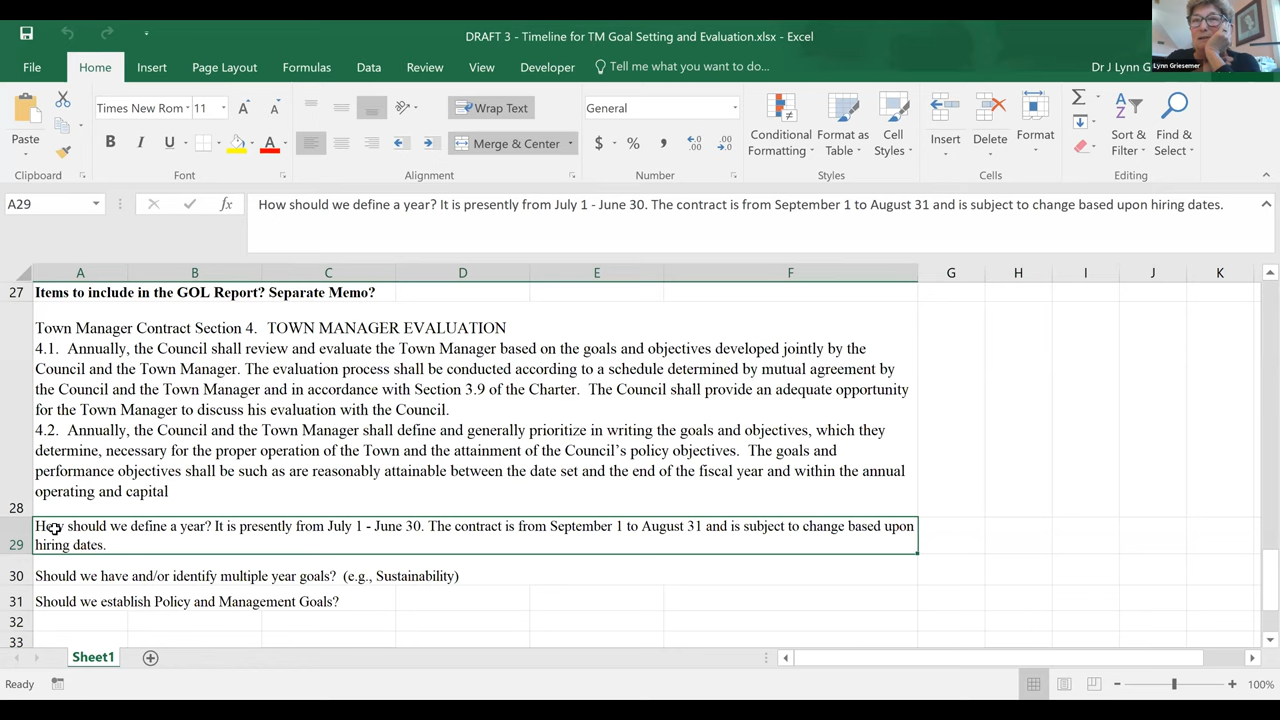 DRAFT 3 - Timeline for TM Goal Setting and Evaluation.xlsx - Excel
Dr J Lynn G
Lynn Griesemer
File Home Insert Page Layout Formulas Data Review View Developer Tell me what you want to do...
Paste
Clipboard
Times New Rom 11
A A
B I U A
Font
Wrap Text
Merge & Center
Alignment
General
$ % , .0 .00
Number
Conditional Formatting
Format as Table
Cell Styles
Styles
Insert Delete Format
Cells
Sort & Filter
Find & Select
Editing
A29 fx How should we define a year? It is presently from July 1 - June 30. The contract is from September 1 to August 31 and is subject to change based upon hiring dates.
A B C D E F G H I J K
27 Items to include in the GOL Report? Separate Memo?
Town Manager Contract Section 4. TOWN MANAGER EVALUATION
4.1. Annually, the Council shall review and evaluate the Town Manager based on the goals and objectives developed jointly by the
Council and the Town Manager. The evaluation process shall be conducted according to a schedule determined by mutual agreement by
the Council and the Town Manager and in accordance with Section 3.9 of the Charter. The Council shall provide an adequate opportunity
for the Town Manager to discuss his evaluation with the Council.
4.2. Annually, the Council and the Town Manager shall define and generally prioritize in writing the goals and objectives, which they
determine, necessary for the proper operation of the Town and the attainment of the Council's policy objectives. The goals and
performance objectives shall be such as are reasonably attainable between the date set and the end of the fiscal year and within the annual
operating and capital
28
How should we define a year? It is presently from July 1 - June 30. The contract is from September 1 to August 31 and is subject to change based upon
29 hiring dates.
30 Should we have and/or identify multiple year goals? (e.g., Sustainability)
31 Should we establish Policy and Management Goals?
32
33
Sheet1
Ready
100%